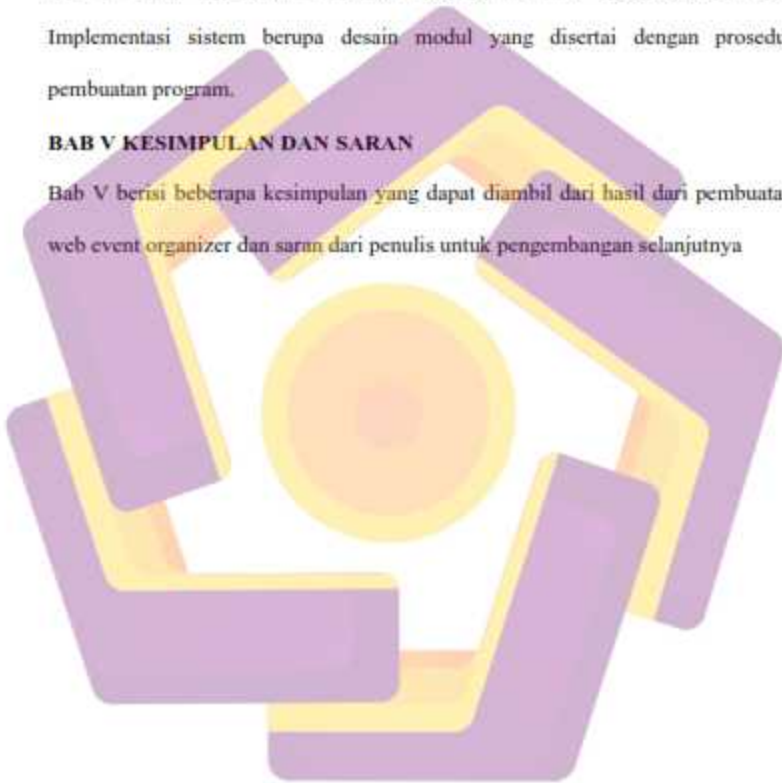 Implementasi sistem berupa desain modul yang disertai dengan prosedu
pembuatan program.
BAB V KESIMPULAN DAN SARAN
Bab V berisi beberapa kesimpulan yang dapat diambil dari hasil dari pembuata
web event organizer dan saran dari penulis untuk pengembangan selanjutnya